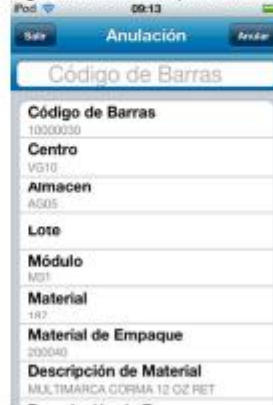 iPod 09:13
Salir Anulación Anular
Código de Barras
Código de Barras
10000030
Centro
VG10
Almacen
AG05
Lote
Módulo
M01
Material
187
Material de Empaque
200040
Descripción de Material
MULTIMARCA CORMA 12 OZ RET